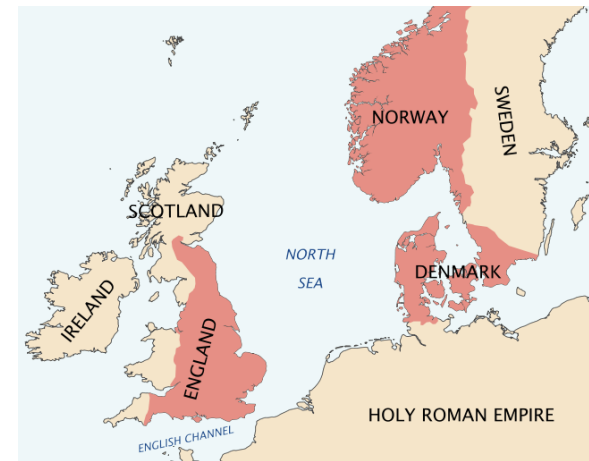 NORWAY
SWEDEN
SCOTLAND
NORTH
SEA
DENMARK
IRELAND
ENGLAND
HOLY ROMAN EMPIRE
ENGLISH CHANNEL